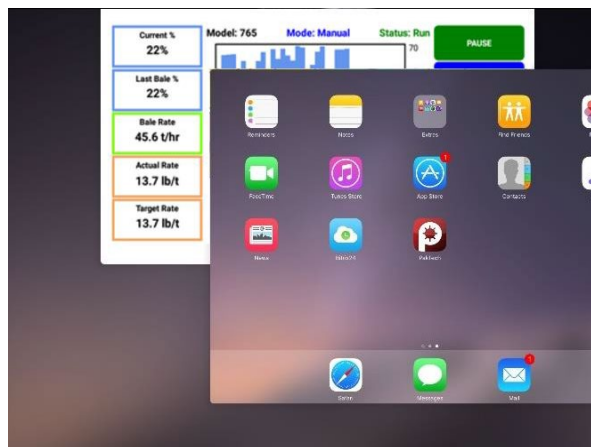 Current %
22%
Last Bale %
22%
Bale Rate
45.6 t/hr
Actual Rate
13.7 lb/t
Target Rate
13.7 lb/t
Model: 765
Mode: Manual
Status: Run
70
PAUSE
Reminders
Notes
Extras
Find Friends
FaceTime
iTunes Store
App Store
1
Contacts
News
Safari
Messages
Mail
1